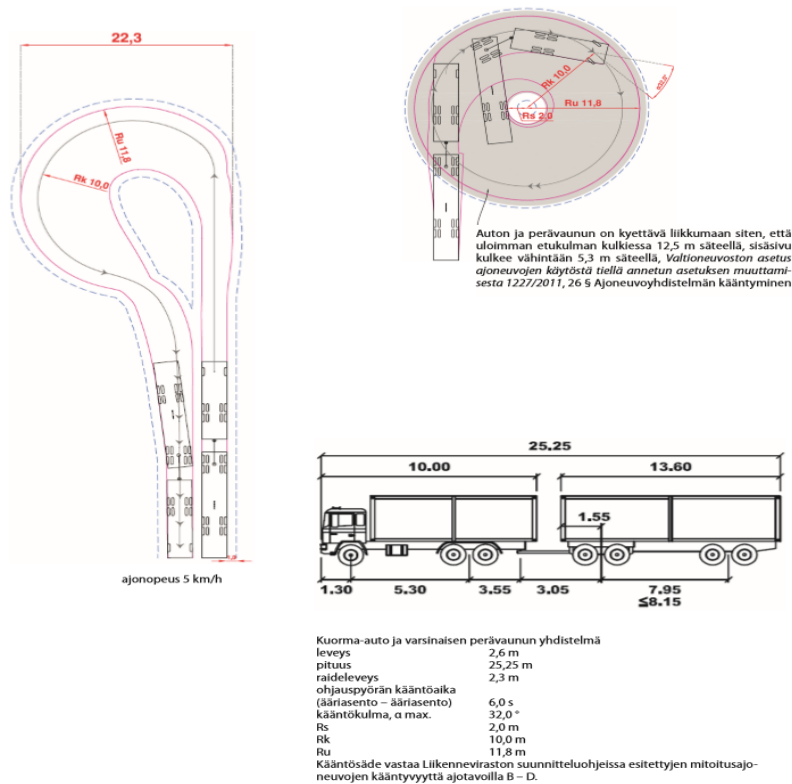 22,3
Ru 11,8
Rk 10,0
ajonopeus 5 km/h
Rk 10,0
Ru 11,8
Rs 2,0
Auton ja perävaunun on kyettävä liikkumaan siten, että
uloimman etukulman kulkiessa 12,5 m säteellä, sisäsivu
kulkee vähintään 5,3 m säteellä, Valtioneuvoston asetus
ajoneuvojen käytöstä tiellä annetun asetuksen muuttami-
sesta 1227/2011, 26 § Ajoneuvoyhdistelmän kääntyminen
25.25
10.00 13.60
1.55
1.30 5.30 3.55 3.05 7.95
≤8.15
Kuorma-auto ja varsinaisen perävaunun yhdistelmä
leveys 2,6 m
pituus 25,25 m
raideleveys 2,3 m
ohjauspyörän kääntöaika
(ääriasento – ääriasento) 6,0 s
kääntökulma, α max. 32,0 °
Rs 2,0 m
Rk 10,0 m
Ru 11,8 m
Kääntösäde vastaa Liikenneviraston suunnitteluohjeissa esitettyjen mitoitusajo-
neuvojen kääntyvyyttä ajotavoilla B – D.